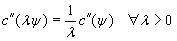 c″(λψ) = 1/λ c″(ψ) ∀ λ > 0